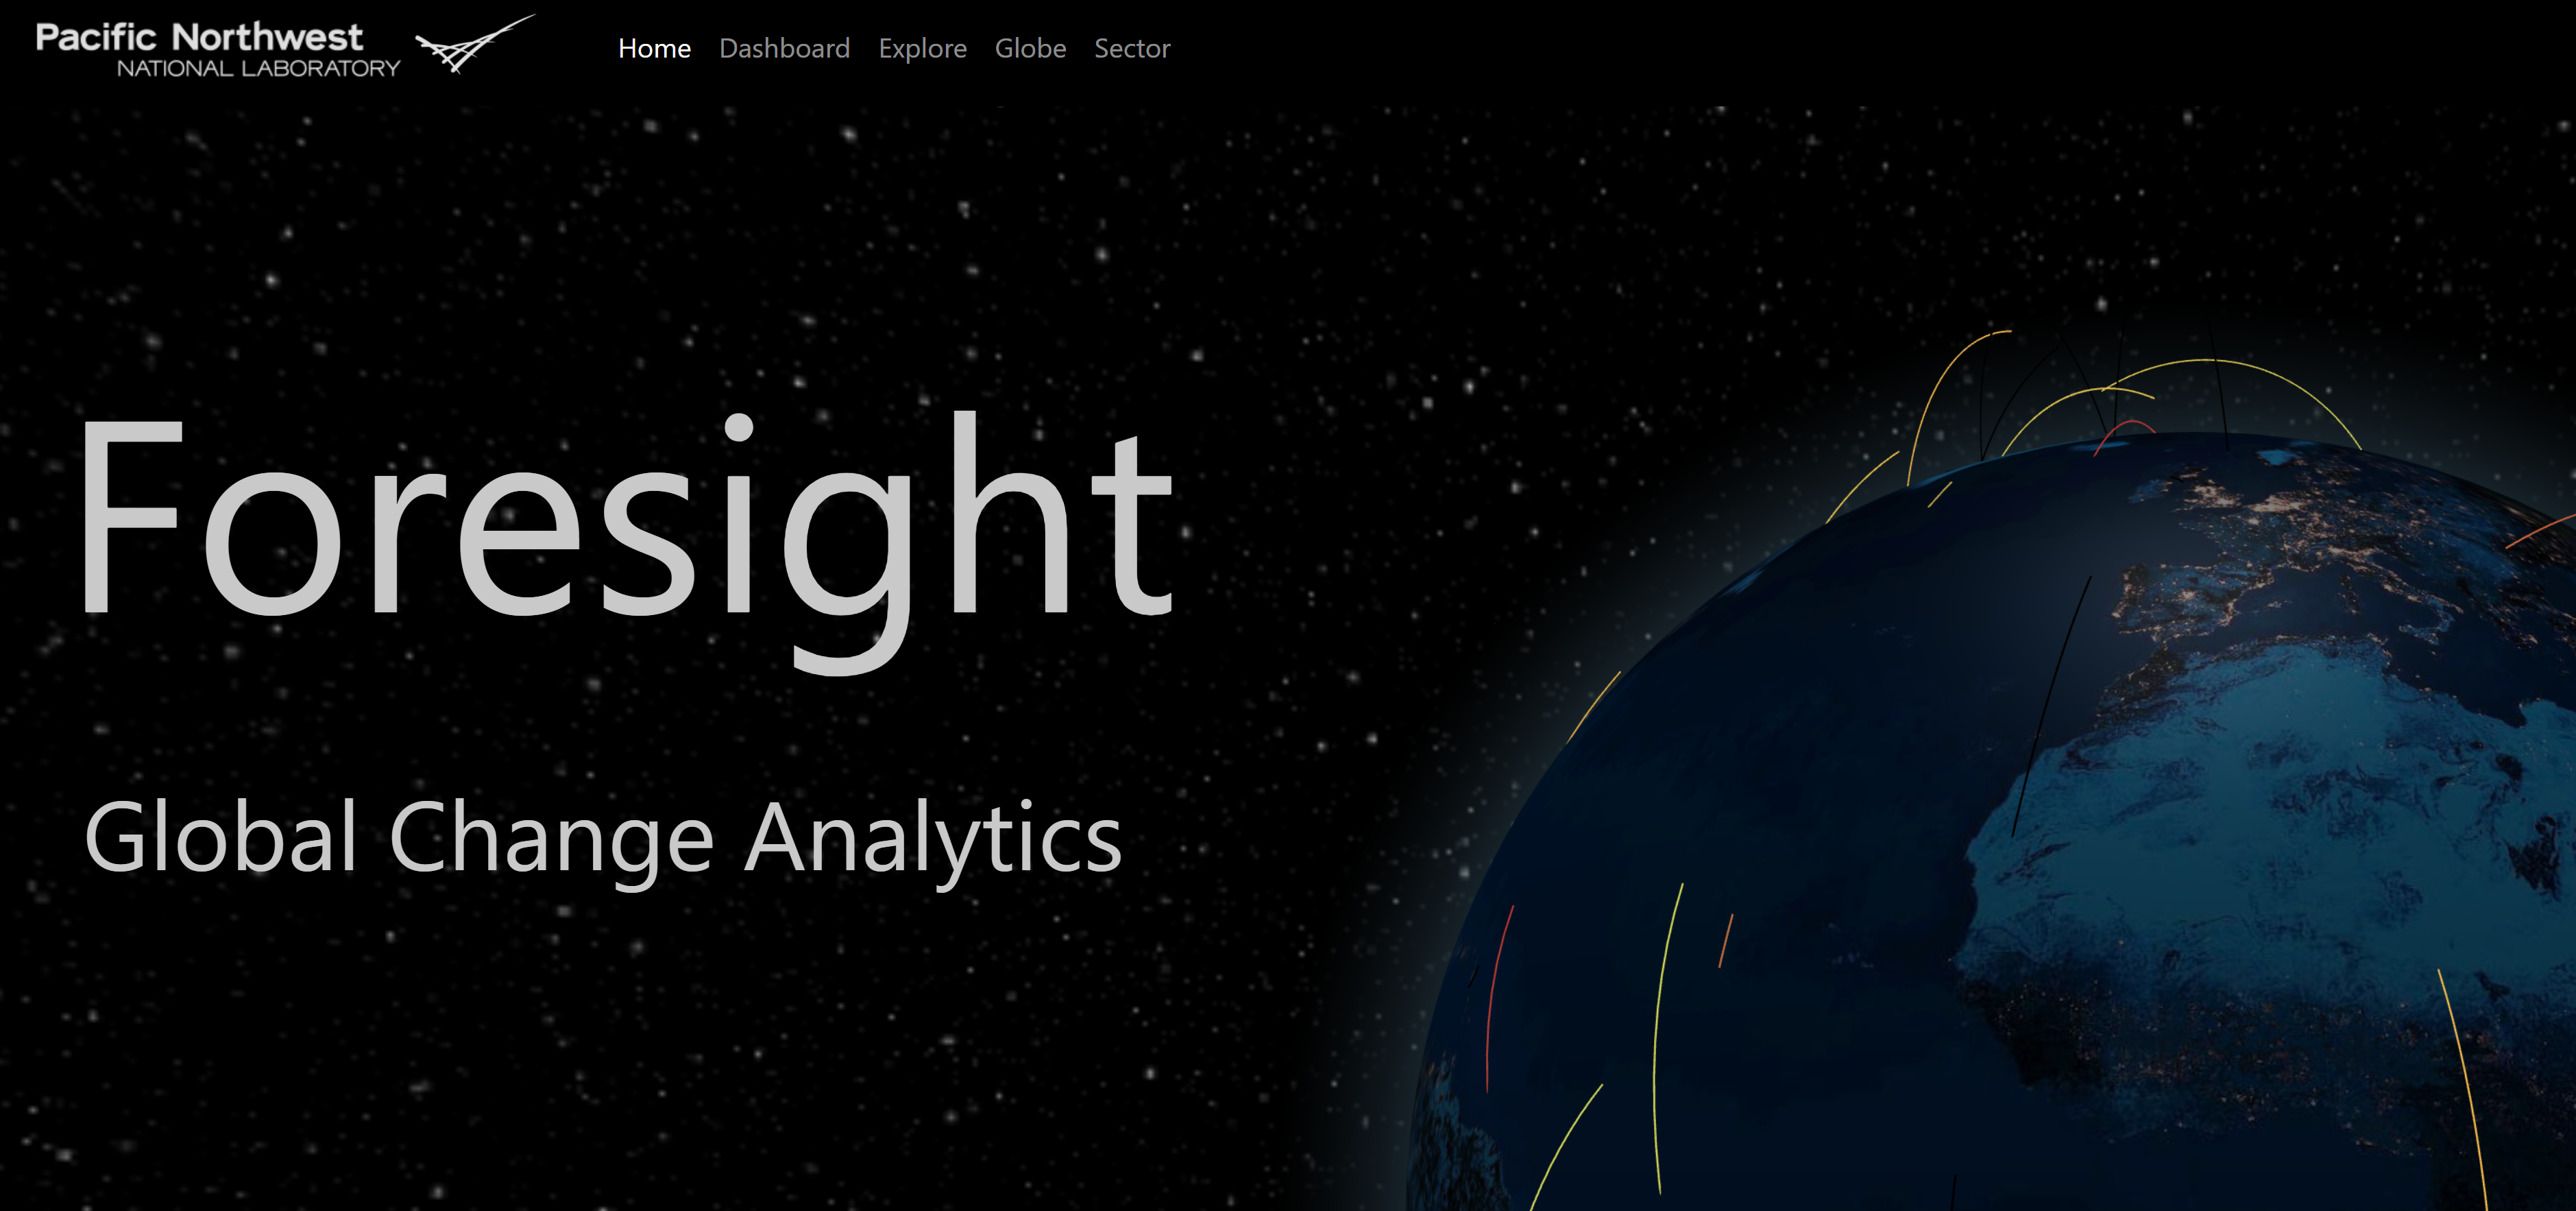 Pacific Northwest
NATIONAL LABORATORY
Home Dashboard Explore Globe Sector
Foresight
Global Change Analytics